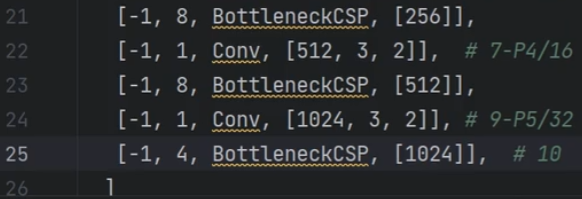 21 [-1, 8, BottleneckCSP, [256]],
22 [-1, 1, Conv, [512, 3, 2]], # 7-P4/16
23 [-1, 8, BottleneckCSP, [512]],
24 [-1, 1, Conv, [1024, 3, 2]], # 9-P5/32
25 [-1, 4, BottleneckCSP, [1024]], # 10
26 ]